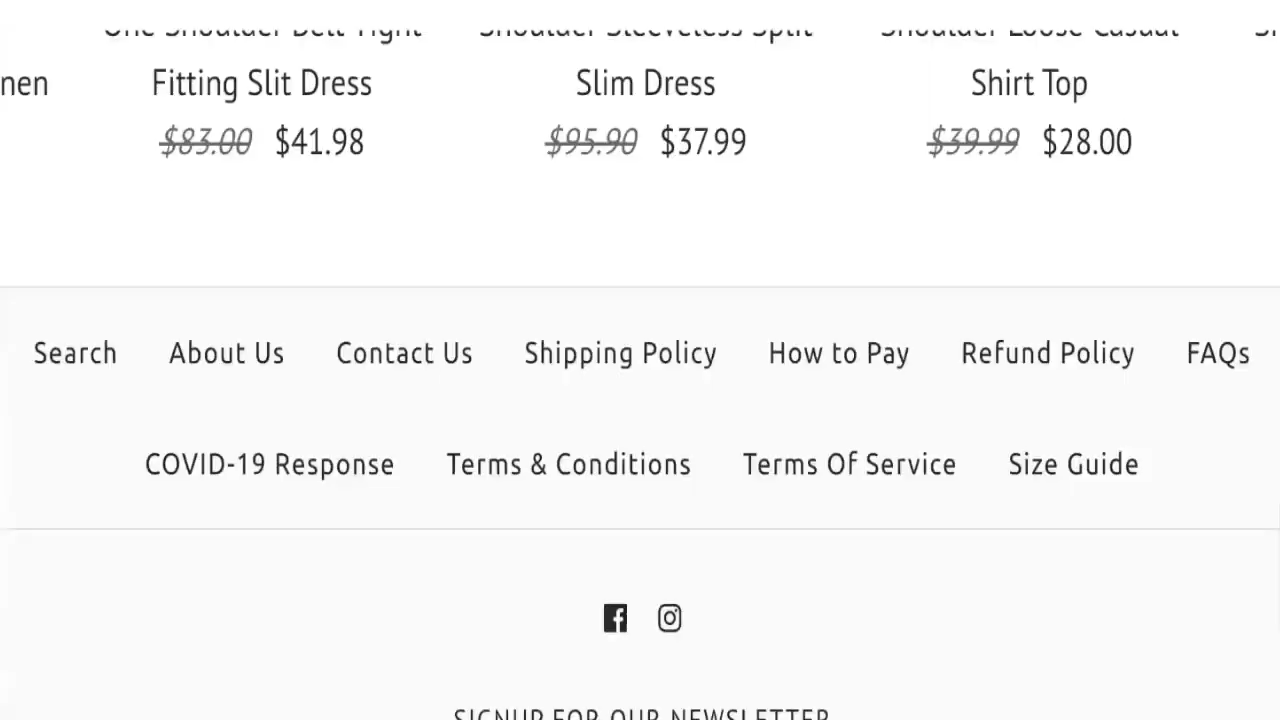 One Shoulder Belt Tight Shoulder Sleeveless Split Shoulder Loose Casual
nen Fitting Slit Dress Slim Dress Shirt Top
$83.00 $41.98 $95.90 $37.99 $39.99 $28.00
Search About Us Contact Us Shipping Policy How to Pay Refund Policy FAQs
COVID-19 Response Terms & Conditions Terms Of Service Size Guide
SIGNUP FOR OUR NEWSLETTER